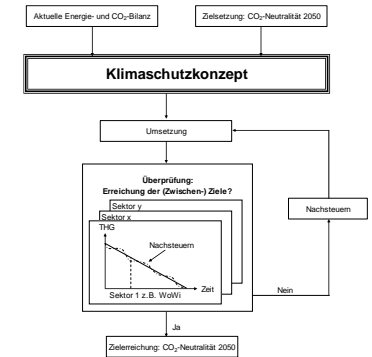 Aktuelle Energie- und CO₂-Bilanz
Zielsetzung: CO₂-Neutralität 2050
Klimaschutzkonzept
Umsetzung
Überprüfung:
Erreichung der (Zwischen-) Ziele?
Sektor y
Sektor x
THG
Nachsteuern
Zeit
Sektor 1 z.B. WoWi
Nachsteuern
Nein
Ja
Zielerreichung: CO₂-Neutralität 2050